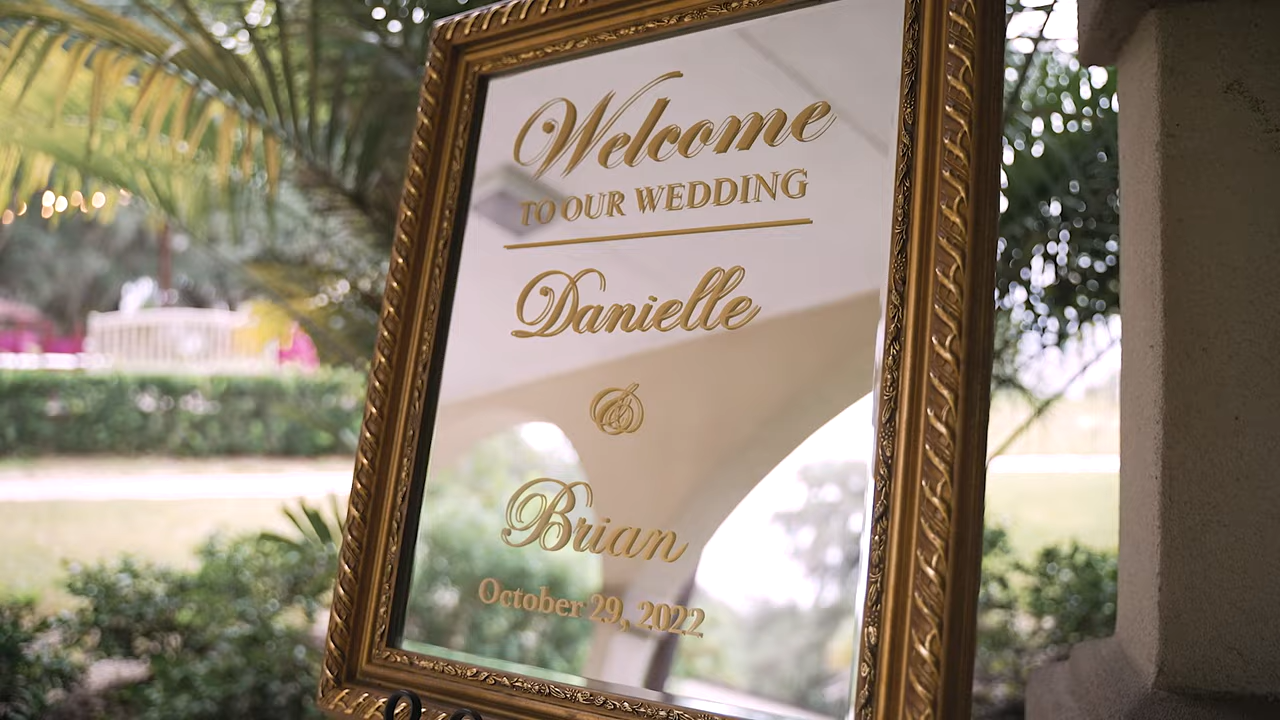 Welcome
TO OUR WEDDING
Danielle
&
Brian
October 29, 2022